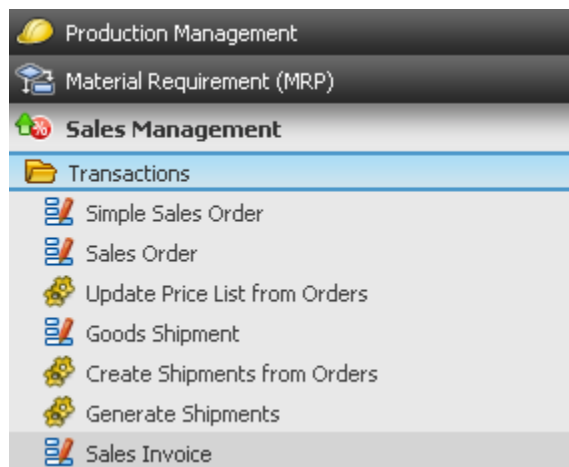 Production Management
Material Requirement (MRP)
Sales Management
Transactions
Simple Sales Order
Sales Order
Update Price List from Orders
Goods Shipment
Create Shipments from Orders
Generate Shipments
Sales Invoice